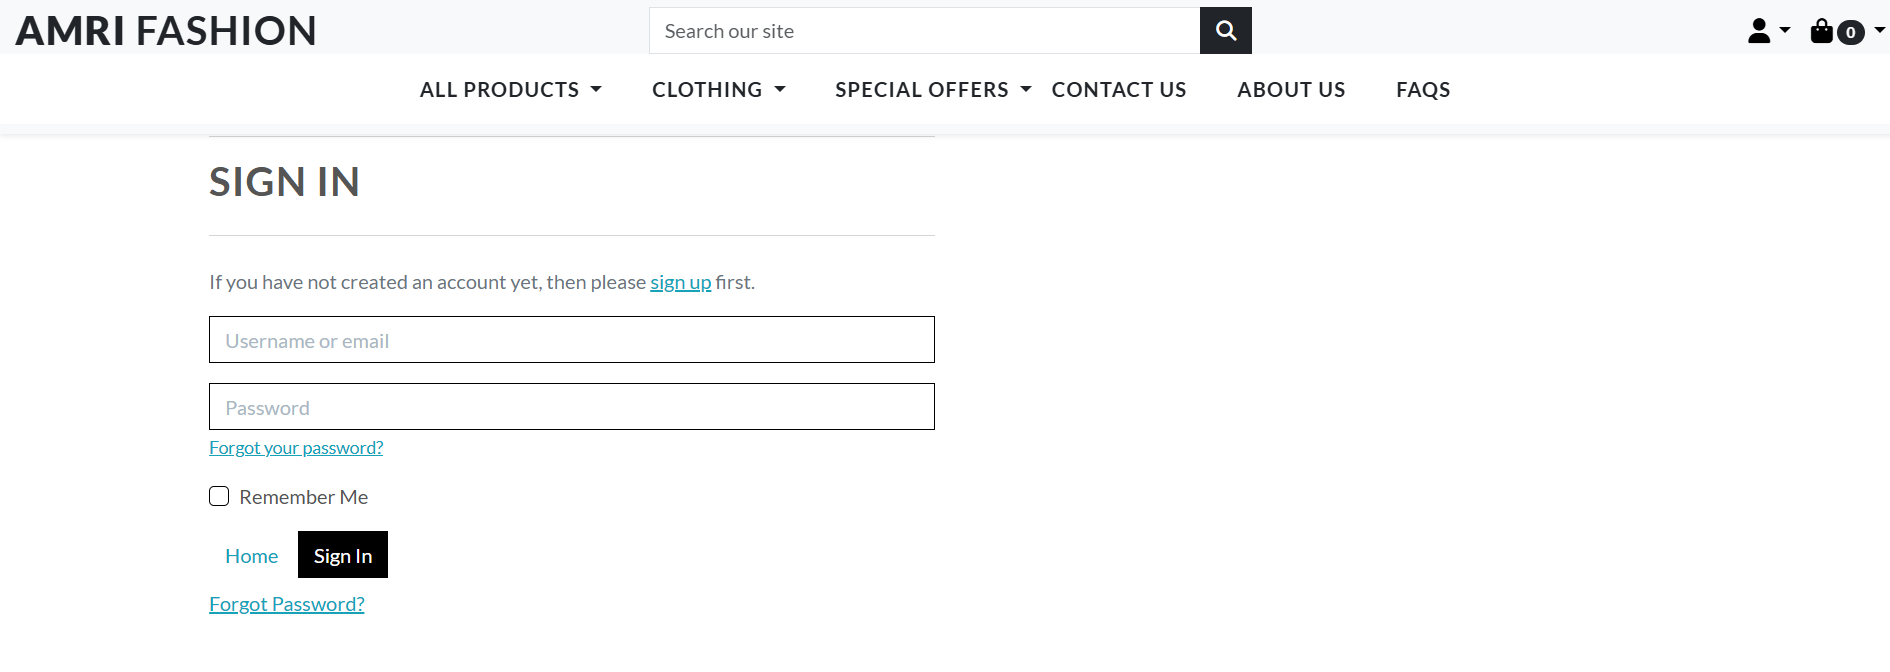 AMRI FASHION
Search our site
0
ALL PRODUCTS CLOTHING SPECIAL OFFERS CONTACT US ABOUT US FAQS
SIGN IN
If you have not created an account yet, then please sign up first.
Username or email
Password
Forgot your password?
Remember Me
Home Sign In
Forgot Password?